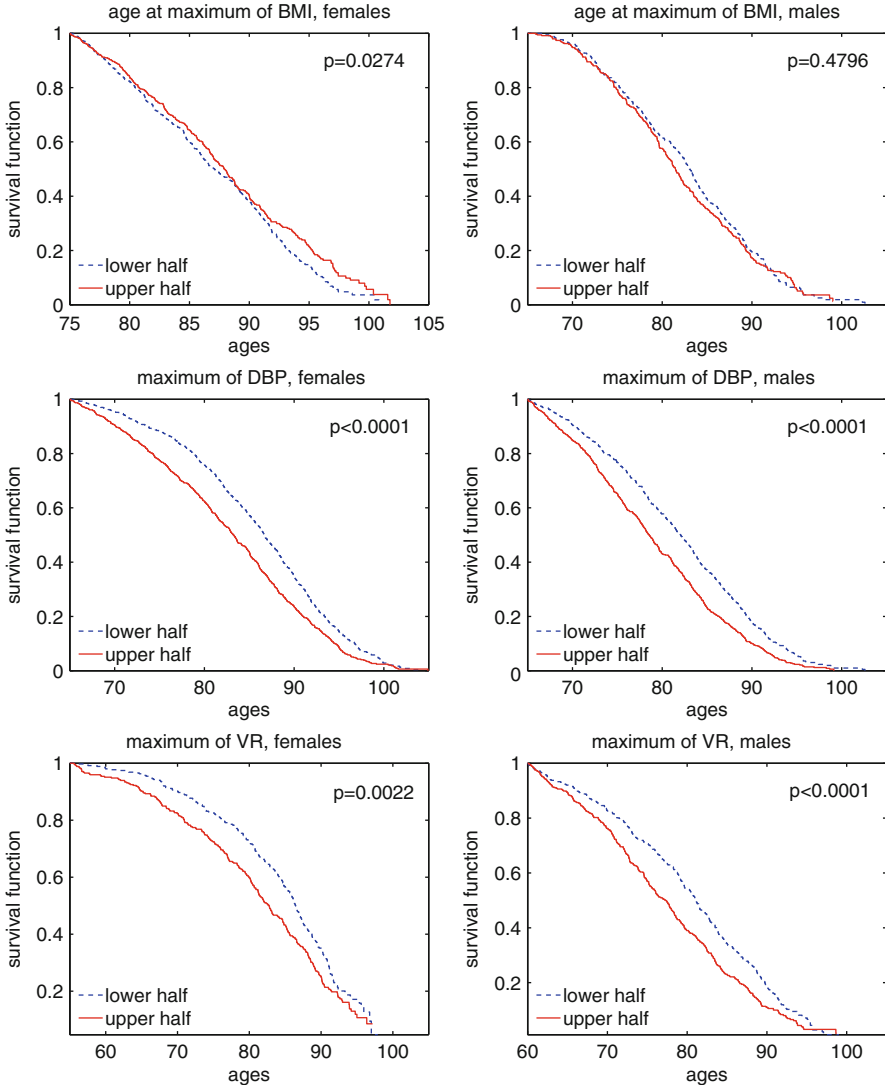 age at maximum of BMI, females
1
0.8
0.6
0.4
0.2
0
survival function
p=0.0274
lower half
upper half
75 80 85 90 95 100 105
ages
age at maximum of BMI, males
1
0.8
0.6
0.4
0.2
0
survival function
p=0.4796
lower half
upper half
70 80 90 100
ages
maximum of DBP, females
1
0.8
0.6
0.4
0.2
0
survival function
p<0.0001
lower half
upper half
70 80 90 100
ages
maximum of DBP, males
1
0.8
0.6
0.4
0.2
0
survival function
p<0.0001
lower half
upper half
70 80 90 100
ages
maximum of VR, females
1
0.8
0.6
0.4
0.2
survival function
p=0.0022
lower half
upper half
60 70 80 90 100
ages
maximum of VR, males
1
0.8
0.6
0.4
0.2
survival function
p<0.0001
lower half
upper half
60 70 80 90 100
ages